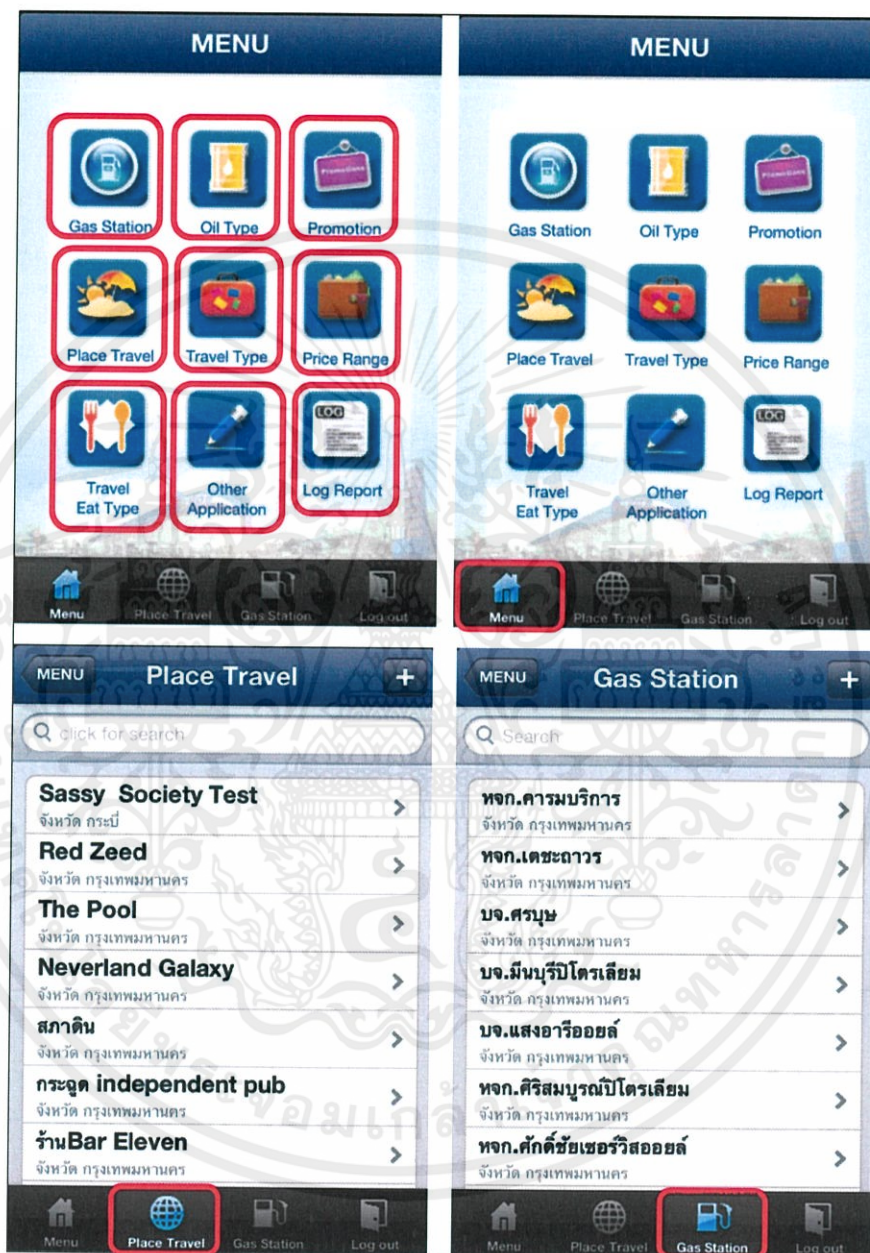 MENU
Gas Station
Oil Type
Promotions
Promotion
Place Travel
Travel Type
Price Range
Travel
Eat Type
Other
Application
LOG
Log Report
Menu
Place Travel
Gas Station
Log out
MENU
Gas Station
Oil Type
Promotions
Promotion
Place Travel
Travel Type
Price Range
Travel
Eat Type
Other
Application
LOG
Log Report
Menu
Place Travel
Gas Station
Log out
MENU Place Travel +
click for search
Sassy Society Test
จังหวัด กระบี่
Red Zeed
จังหวัด กรุงเทพมหานคร
The Pool
จังหวัด กรุงเทพมหานคร
Neverland Galaxy
จังหวัด กรุงเทพมหานคร
สภาดิน
จังหวัด กรุงเทพมหานคร
กระฉูด independent pub
จังหวัด กรุงเทพมหานคร
ร้านBar Eleven
จังหวัด กรุงเทพมหานคร
Menu
Place Travel
Gas Station
Log out
MENU Gas Station +
Search
หจก.คารมบริการ
จังหวัด กรุงเทพมหานคร
หจก.เตชะถาวร
จังหวัด กรุงเทพมหานคร
บจ.ศรบุษ
จังหวัด กรุงเทพมหานคร
บจ.มีนบุรีปิโตรเลียม
จังหวัด กรุงเทพมหานคร
บจ.แสงอารีออยล์
จังหวัด กรุงเทพมหานคร
หจก.ศิริสมบูรณ์ปิโตรเลียม
จังหวัด กรุงเทพมหานคร
หจก.ศักดิ์ชัยเซอร์วิสออยล์
จังหวัด กรุงเทพมหานคร
Menu
Place Travel
Gas Station
Log out